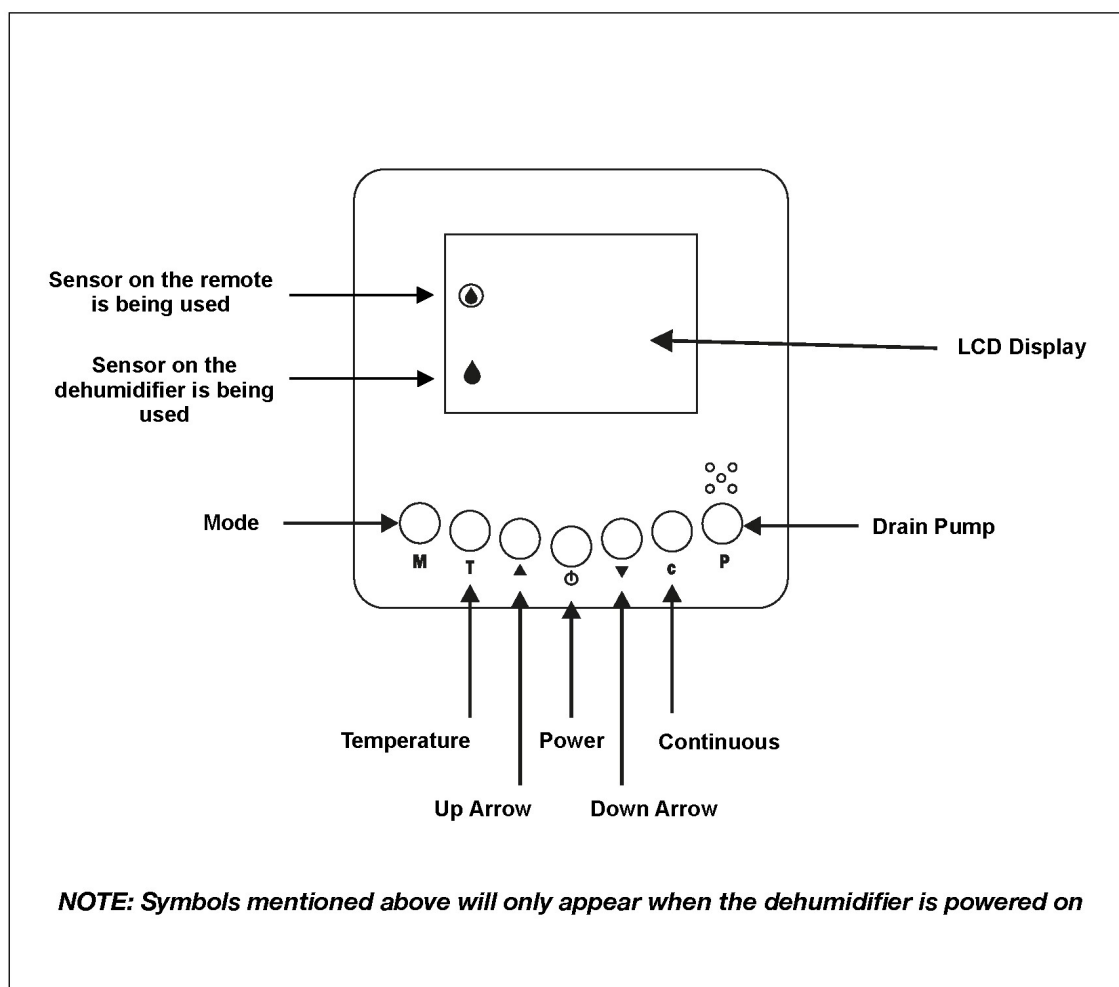 Sensor on the remote
is being used
LCD Display
Sensor on the
dehumidifier is being
used
Mode
Drain Pump
M
T
▲
▼
c
P
Temperature
Power
Continuous
Up Arrow
Down Arrow
NOTE: Symbols mentioned above will only appear when the dehumidifier is powered on